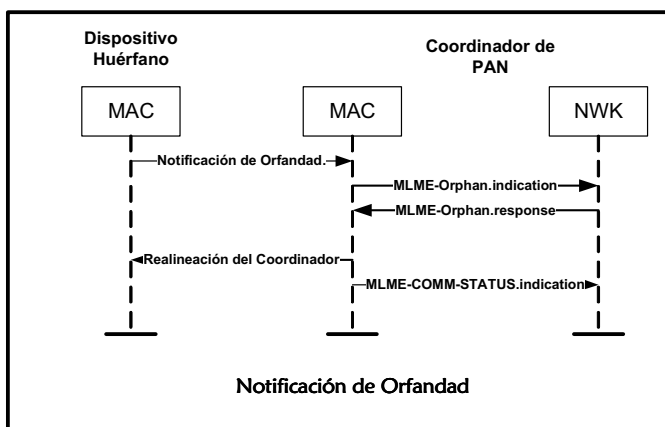 Dispositivo
Huérfano
Coordinador de
PAN
MAC
MAC
NWK
Notificación de Orfandad.
MLME-Orphan.indication
MLME-Orphan.response
Realineación del Coordinador
MLME-COMM-STATUS.indication
Notificación de Orfandad